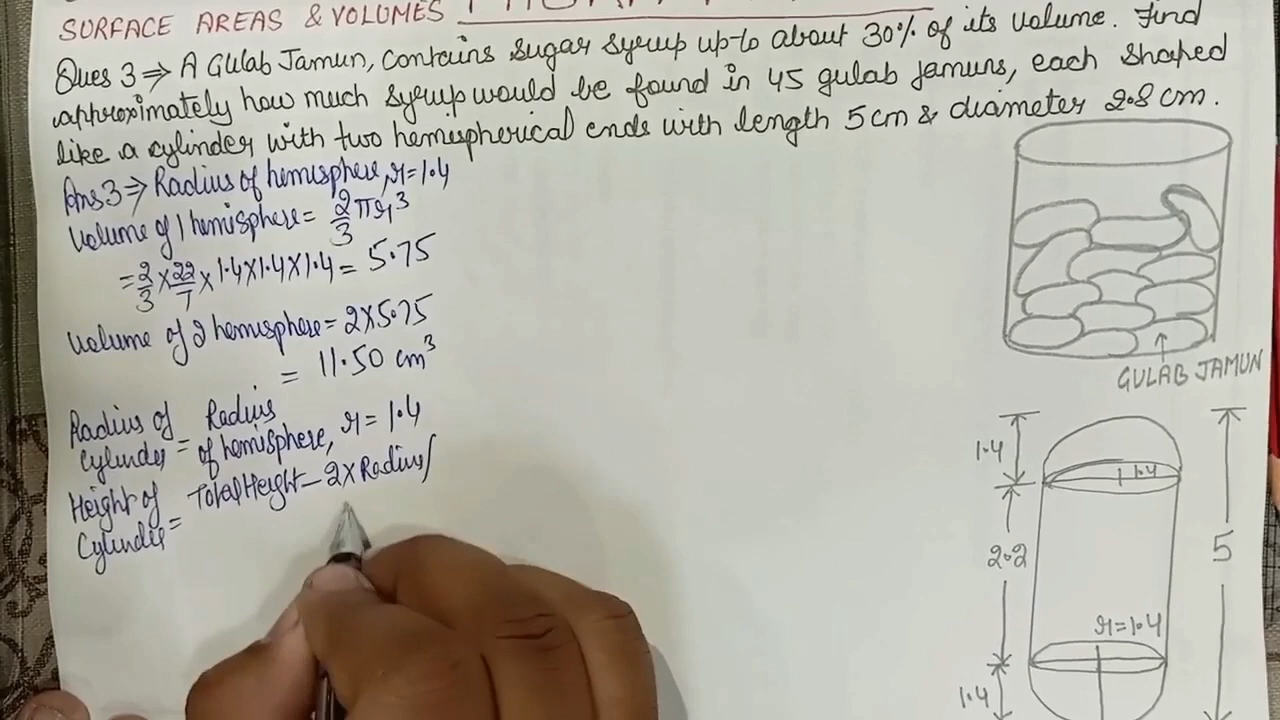 SURFACE AREAS & VOLUMES
Ques 3 ⇒ A Gulab Jamun, contains sugar syrup up-to about 30% of its volume. Find
approximately how much syrup would be found in 45 gulab jamuns, each shaped
like a cylinder with two hemispherical ends with length 5 cm & diameter 2.8 cm.
Ans 3 ⇒ Radius of hemisphere, r = 1.4
Volume of 1 hemisphere = 2/3 πr³
= 2/3 × 22/7 × 1.4 × 1.4 × 1.4 = 5.75
Volume of 2 hemisphere = 2 × 5.75
= 11.50 cm³
Radius of cylinder = Radius of hemisphere, r = 1.4
Height of Cylinder = Total Height - 2 × Radius
GULAB JAMUN
1.4
1.4
2.2
5
r = 1.4
1.4